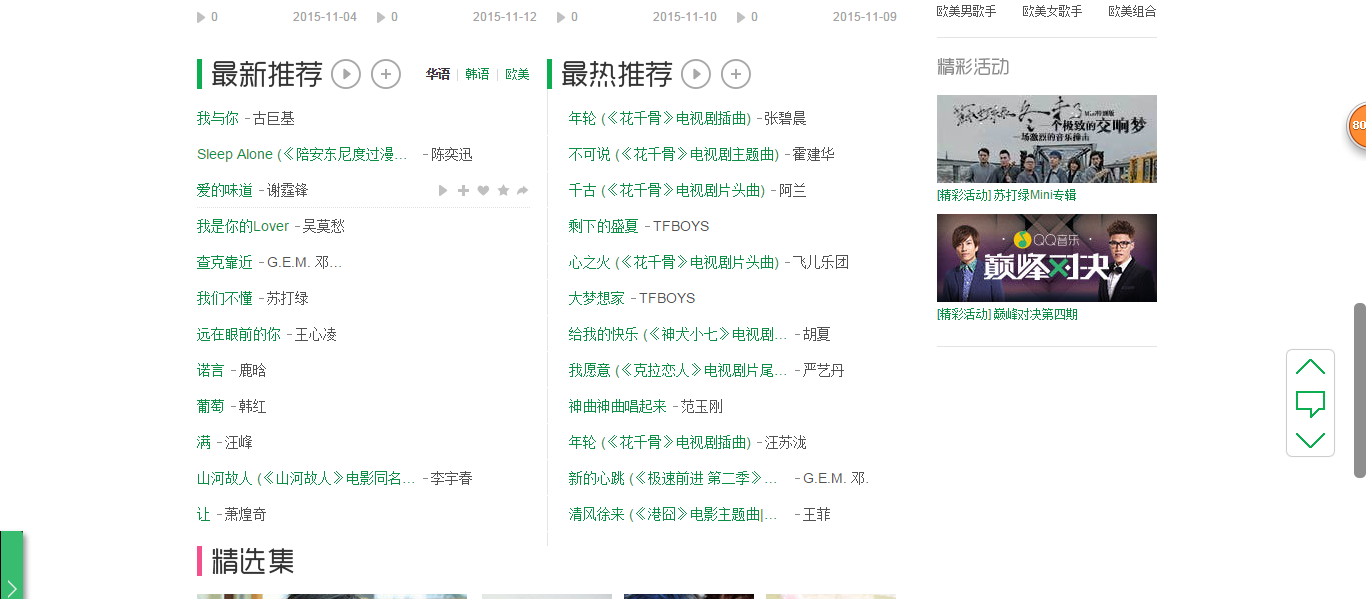 0 2015-11-04 0 2015-11-12 0 2015-11-10 0 2015-11-09
欧美男歌手 欧美女歌手 欧美组合
最新推荐 华语 韩语 欧美
我与你 -古巨基
Sleep Alone (《陪安东尼度过漫... -陈奕迅
爱的味道 -谢霆锋
我是你的Lover -吴莫愁
查克靠近 -G.E.M. 邓...
我们不懂 -苏打绿
远在眼前的你 -王心凌
诺言 -鹿晗
葡萄 -韩红
满 -汪峰
山河故人 (《山河故人》电影同名... -李宇春
让 -萧煌奇
最热推荐
年轮 (《花千骨》电视剧插曲) -张碧晨
不可说 (《花千骨》电视剧主题曲) -霍建华
千古 (《花千骨》电视剧片头曲) -阿兰
剩下的盛夏 -TFBOYS
心之火 (《花千骨》电视剧片头曲) -飞儿乐团
大梦想家 -TFBOYS
给我的快乐 (《神犬小七》电视剧... -胡夏
我愿意 (《克拉恋人》电视剧片尾... -严艺丹
神曲神曲唱起来 -范玉刚
年轮 (《花千骨》电视剧插曲) -汪苏泷
新的心跳 (《极速前进 第二季》... -G.E.M. 邓.
清风徐来 (《港囧》电影主题曲|... -王菲
精彩活动
冬未了
Mini特别版
一个极致的交响梦
一场激烈的音乐撞击
[精彩活动] 苏打绿Mini专辑
· QQ音乐 ·
巅峰对决
[精彩活动] 巅峰对决第四期
80
精选集